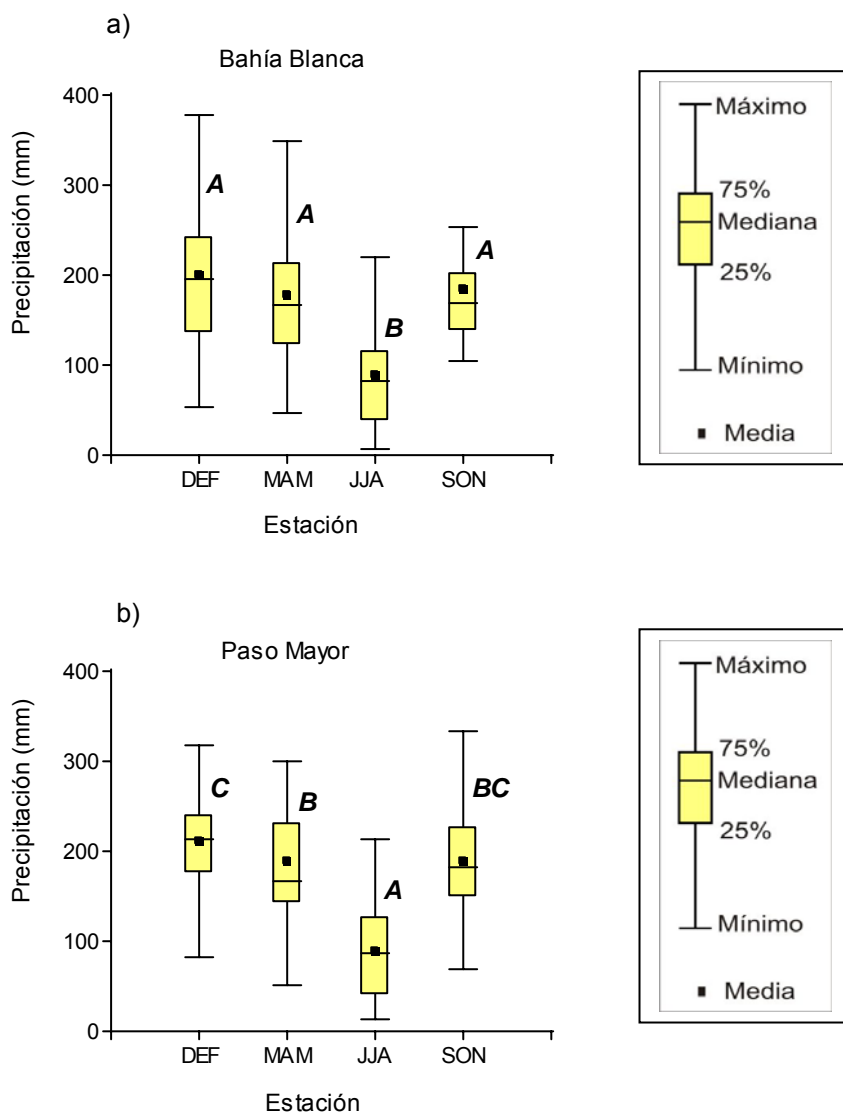 a)
Bahía Blanca
Precipitación (mm)
400
300
200
100
0
A
A
B
A
DEF MAM JJA SON
Estación
Máximo
75%
Mediana
25%
Mínimo
Media
b)
Paso Mayor
Precipitación (mm)
400
300
200
100
0
C
B
A
BC
DEF MAM JJA SON
Estación
Máximo
75%
Mediana
25%
Mínimo
Media